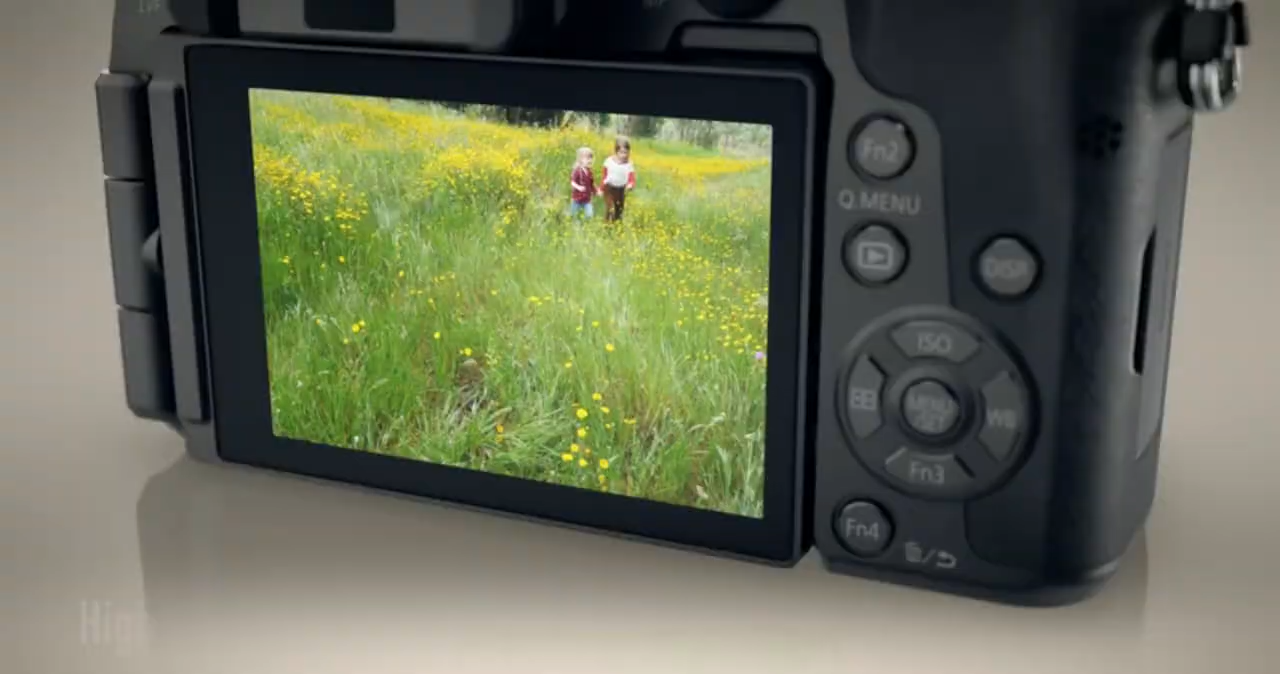 Fn2
Q.MENU
DISP.
ISO
MENU
/SET
WB
Fn3
Fn4